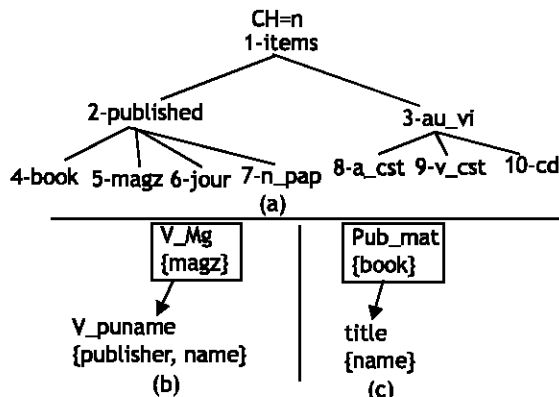 CH=n
1-items
2-published
3-au_vi
4-book 5-magz 6-jour 7-n_pap 8-a_cst 9-v_cst 10-cd
(a)
V_Mg
{magz}
V_puname
{publisher, name}
(b)
Pub_mat
{book}
title
{name}
(c)